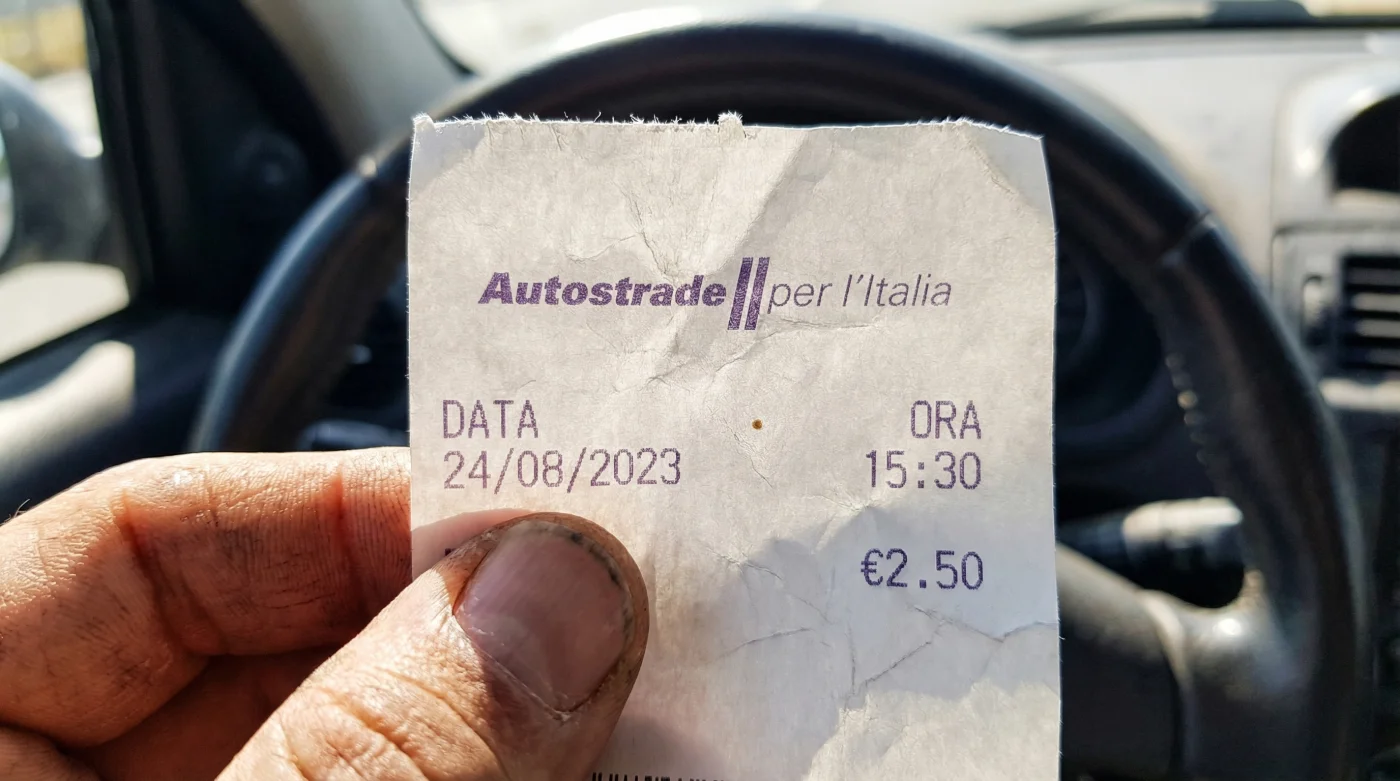 Autostrade per l'Italia
DATA ORA
24/08/2023 15:30
€2.50